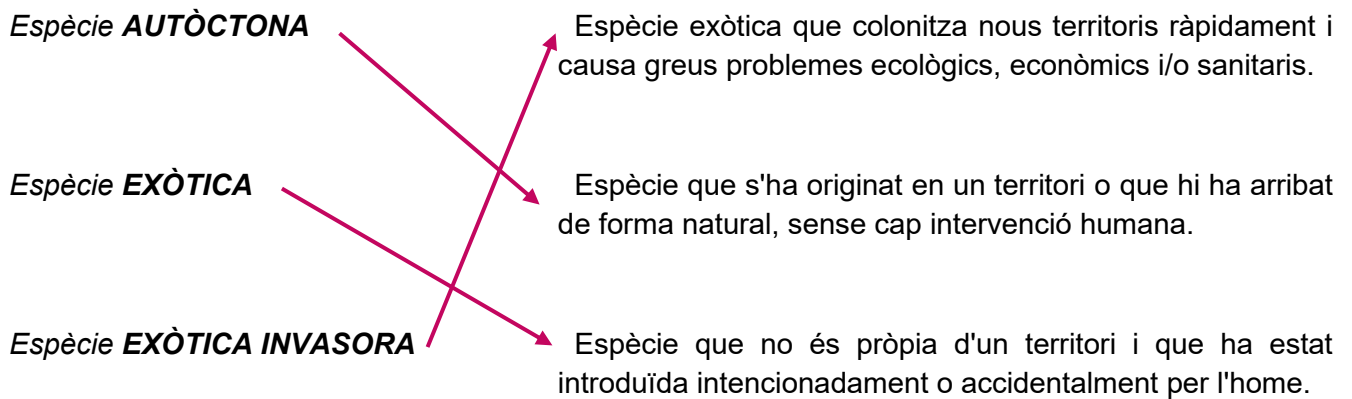 Espècie AUTÒCTONA
Espècie exòtica que colonitza nous territoris ràpidament i
causa greus problemes ecològics, econòmics i/o sanitaris.
Espècie EXÒTICA
Espècie que s'ha originat en un territori o que hi ha arribat
de forma natural, sense cap intervenció humana.
Espècie EXÒTICA INVASORA
Espècie que no és pròpia d'un territori i que ha estat
introduïda intencionadament o accidentalment per l'home.